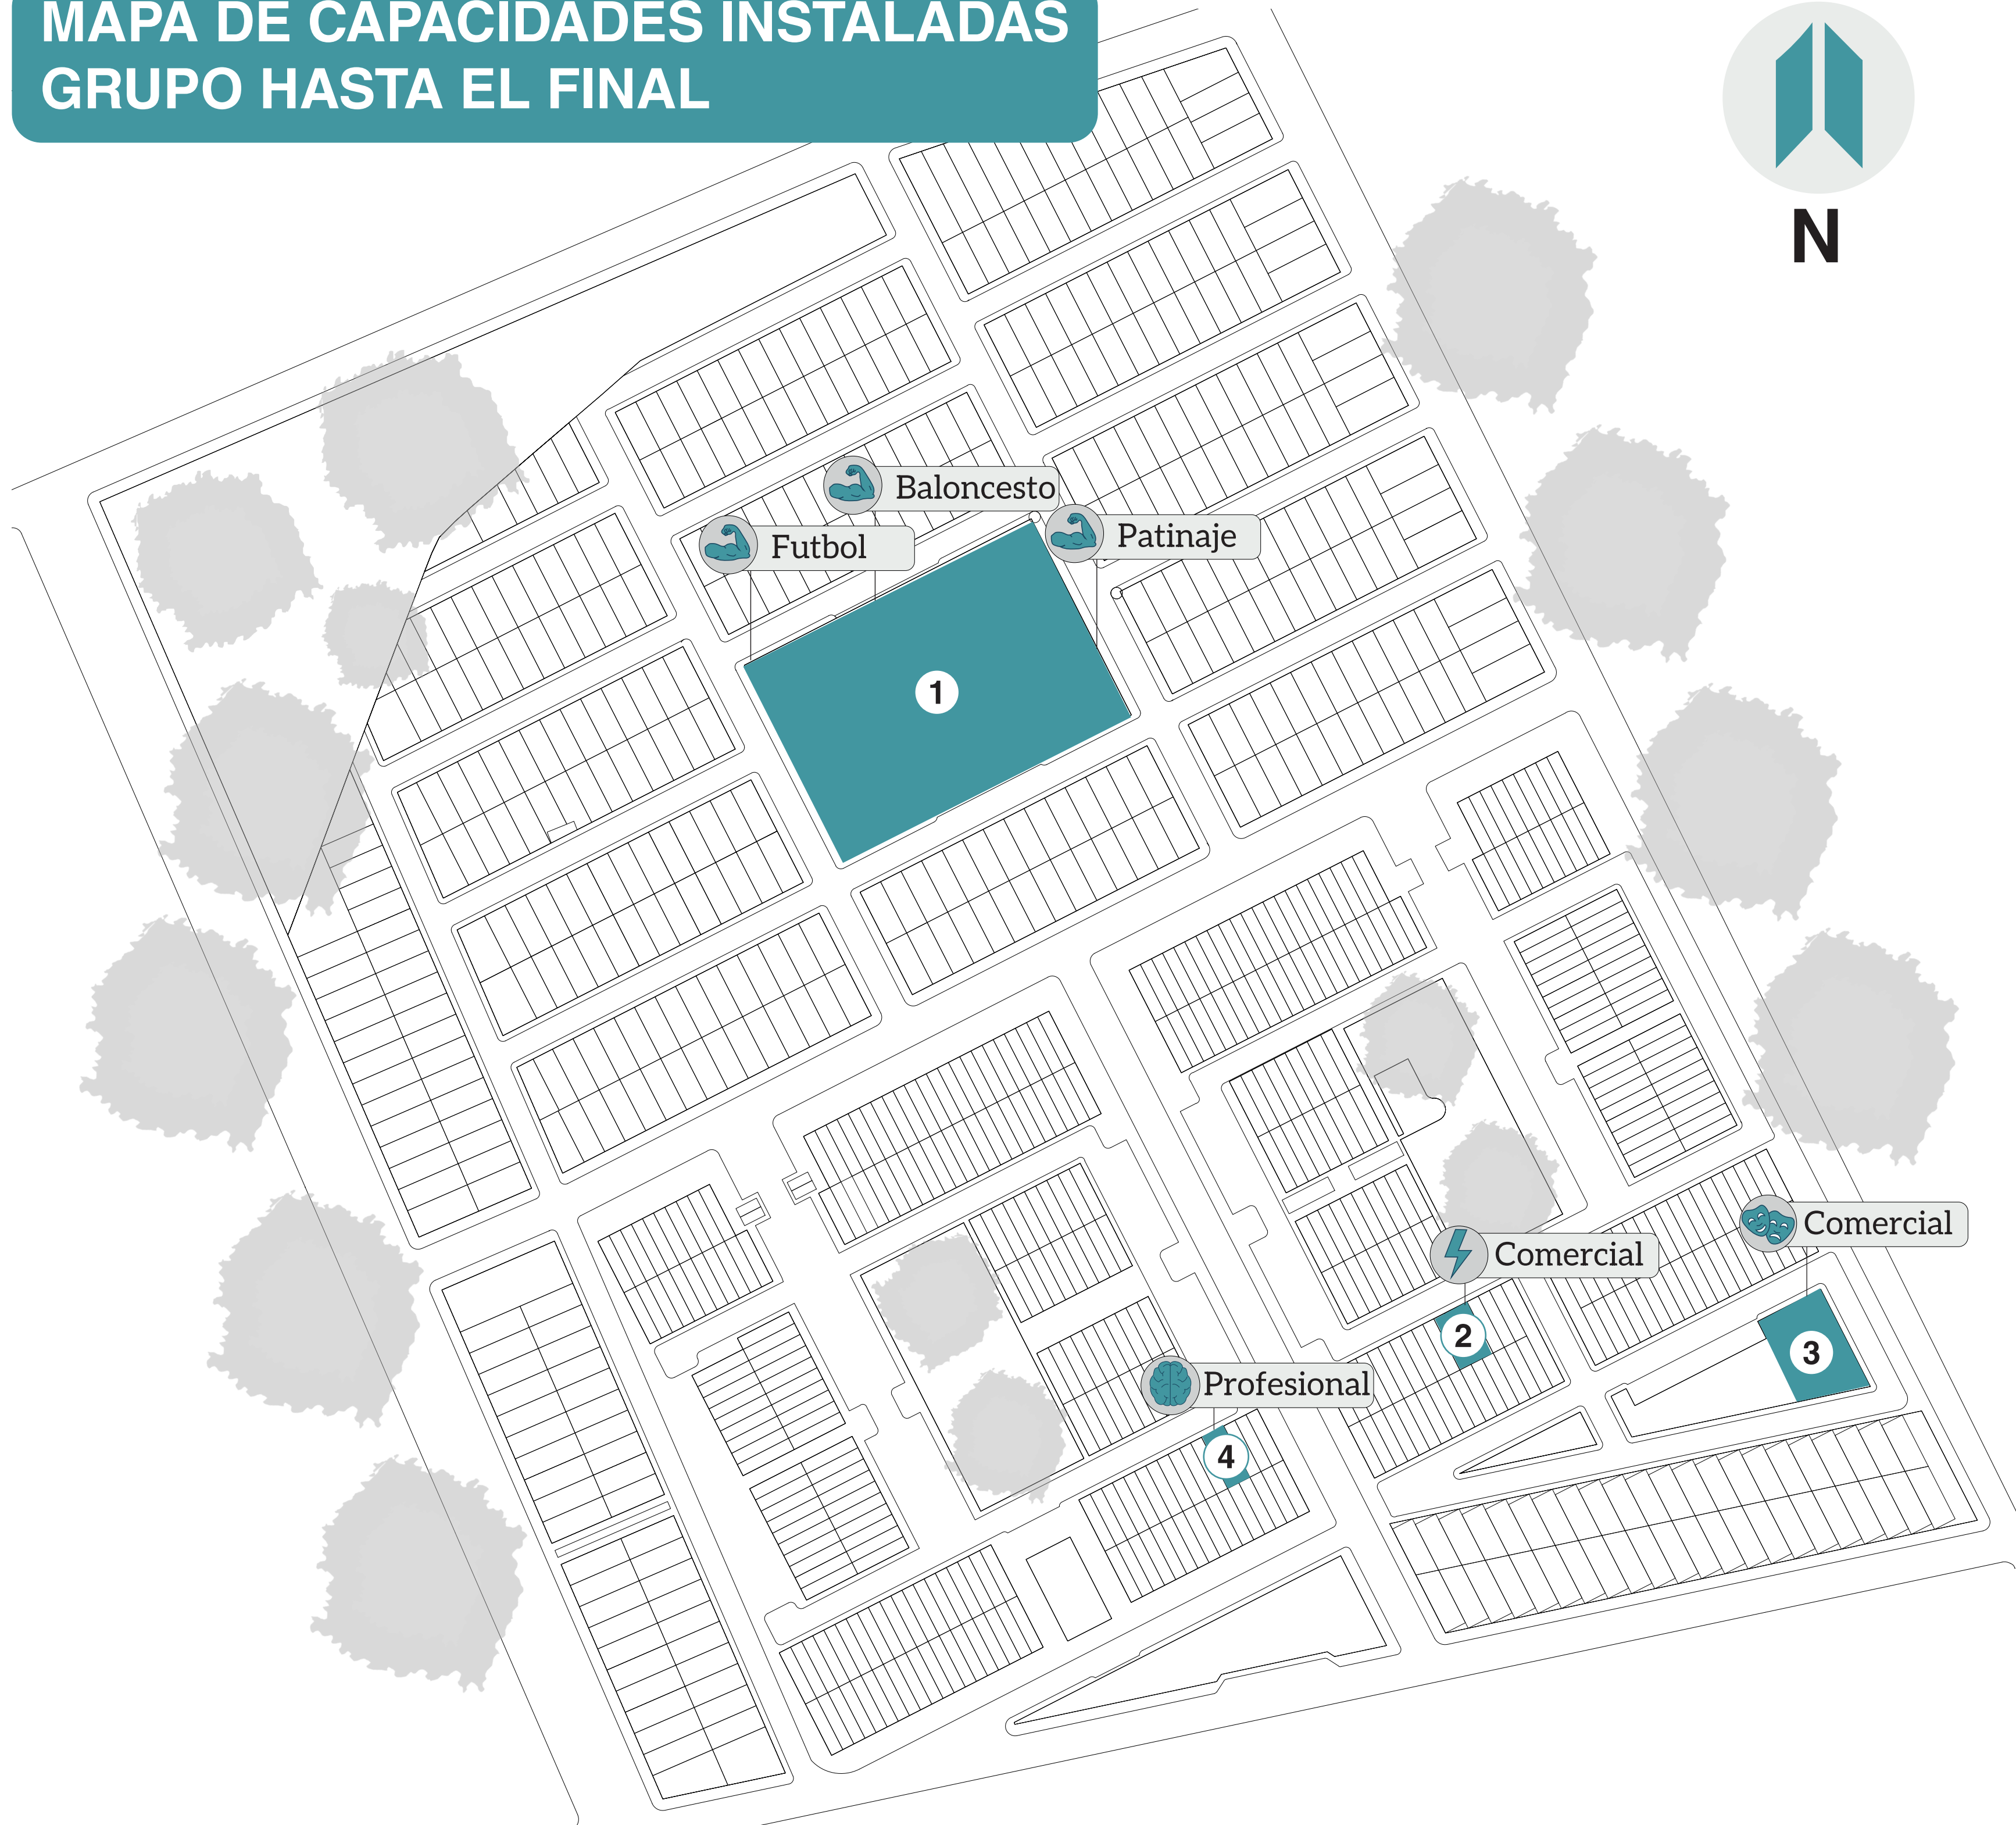 MAPA DE CAPACIDADES INSTALADAS
GRUPO HASTA EL FINAL
N
Baloncesto
Futbol
Patinaje
1
Comercial
Comercial
2
3
Profesional
4